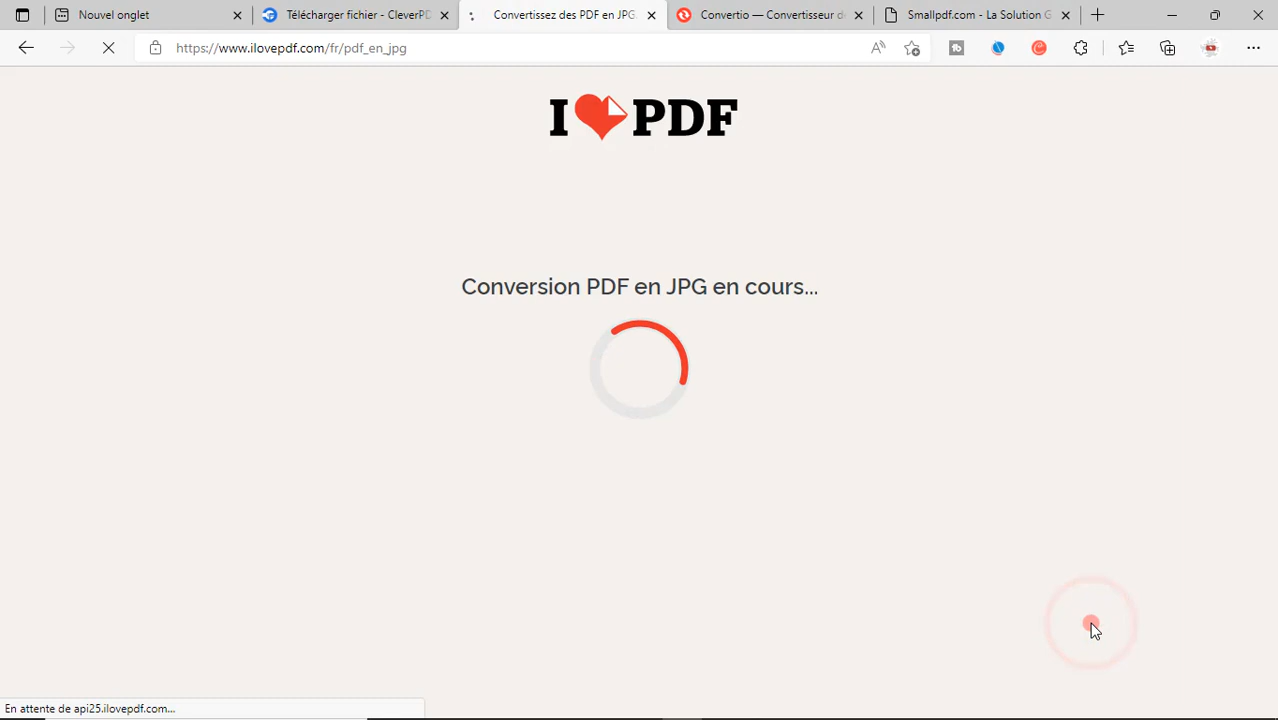 Nouvel onglet
Télécharger fichier - CleverPD
Convertissez des PDF en JPG.
Convertio — Convertisseur de
Smallpdf.com - La Solution G
https://www.ilovepdf.com/fr/pdf_en_jpg
I PDF
Conversion PDF en JPG en cours...
En attente de api25.ilovepdf.com...